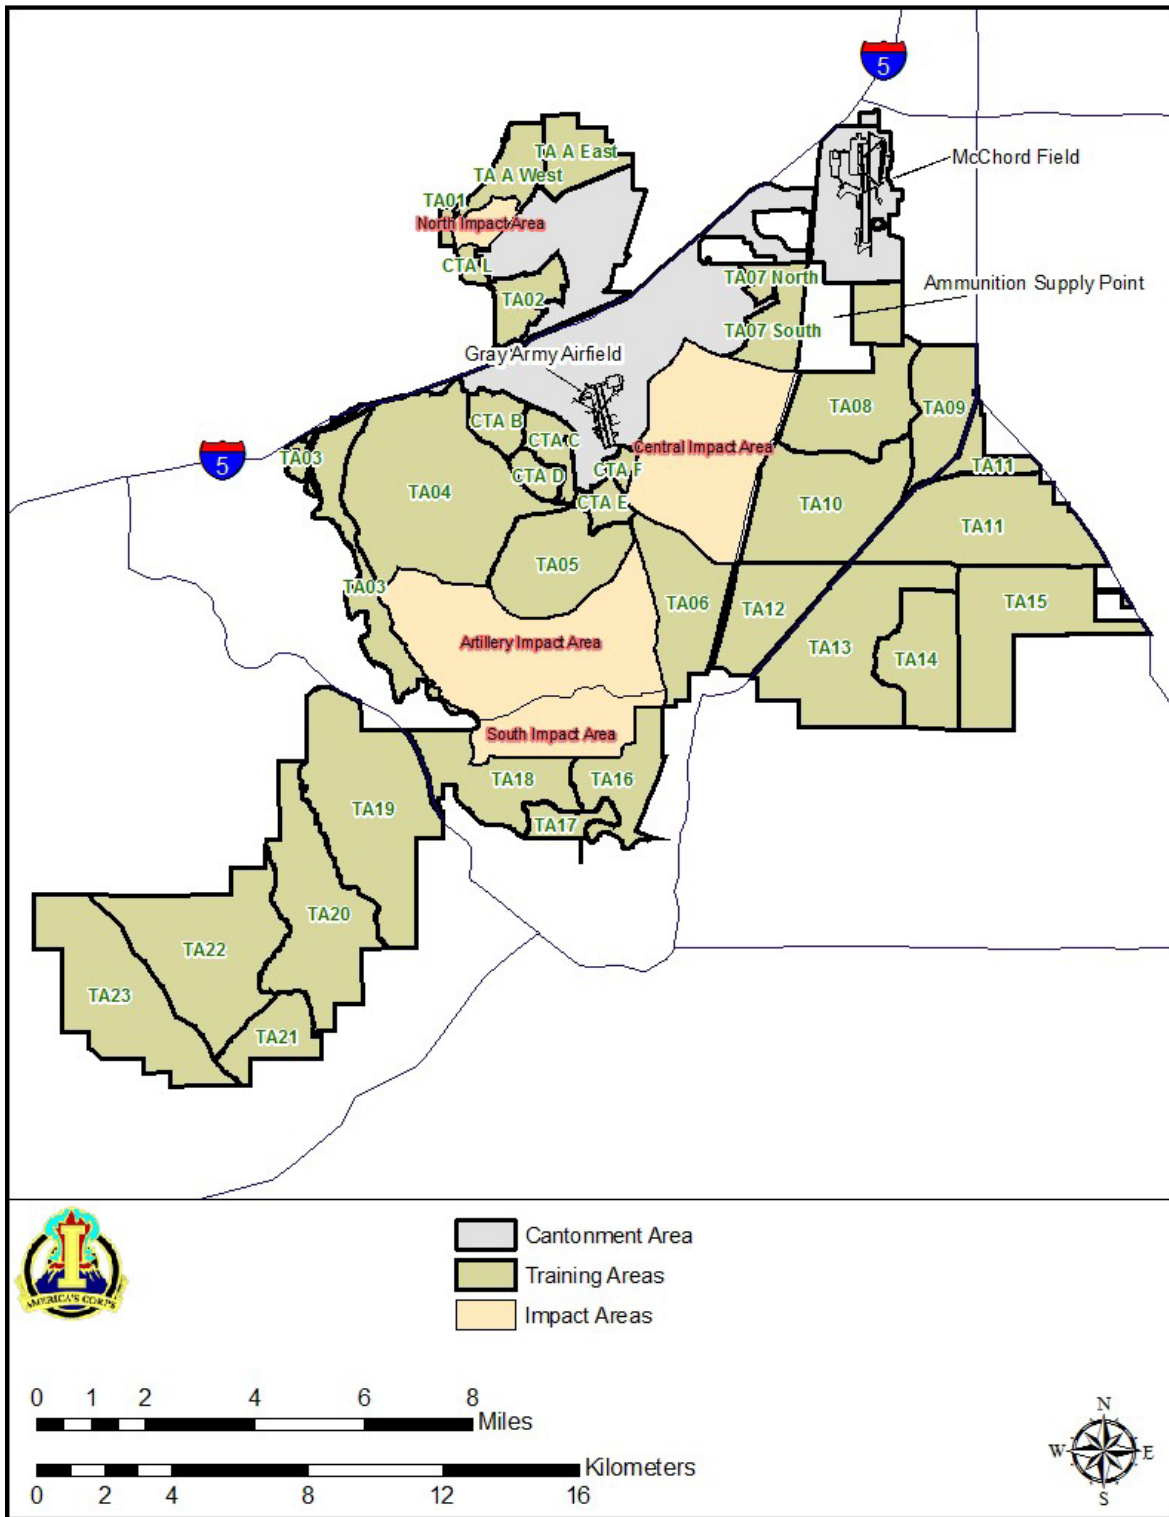 5
McChord Field
TA A East
TA A West
TA01
North Impact Area
CTA L
TA02
TA07 North
Ammunition Supply Point
TA07 South
Gray Army Airfield
CTA B
CTA C
TA08
TA09
5
TA03
CTA D
CTA F
Central Impact Area
TA11
TA04
CTA E
TA10
TA11
TA05
TA03
TA06
TA12
TA15
Artillery Impact Area
TA13
TA14
South Impact Area
TA18
TA16
TA19
TA17
TA20
TA22
TA23
TA21
I
AMERICA'S CORPS
Cantonment Area
Training Areas
Impact Areas
0 1 2 4 6 8
Miles
Kilometers
0 2 4 8 12 16
N
W E
S